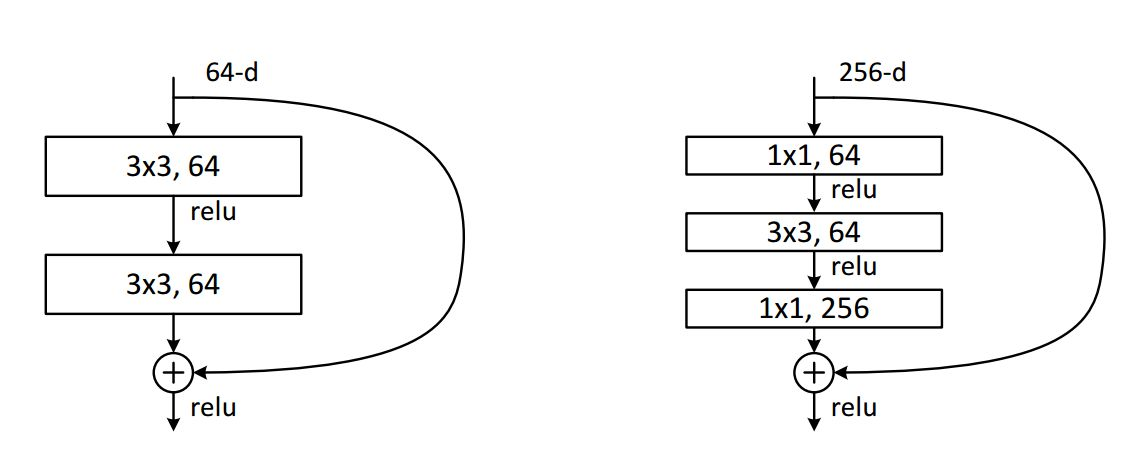 64-d
3x3, 64
relu
3x3, 64
relu
256-d
1x1, 64
relu
3x3, 64
relu
1x1, 256
relu